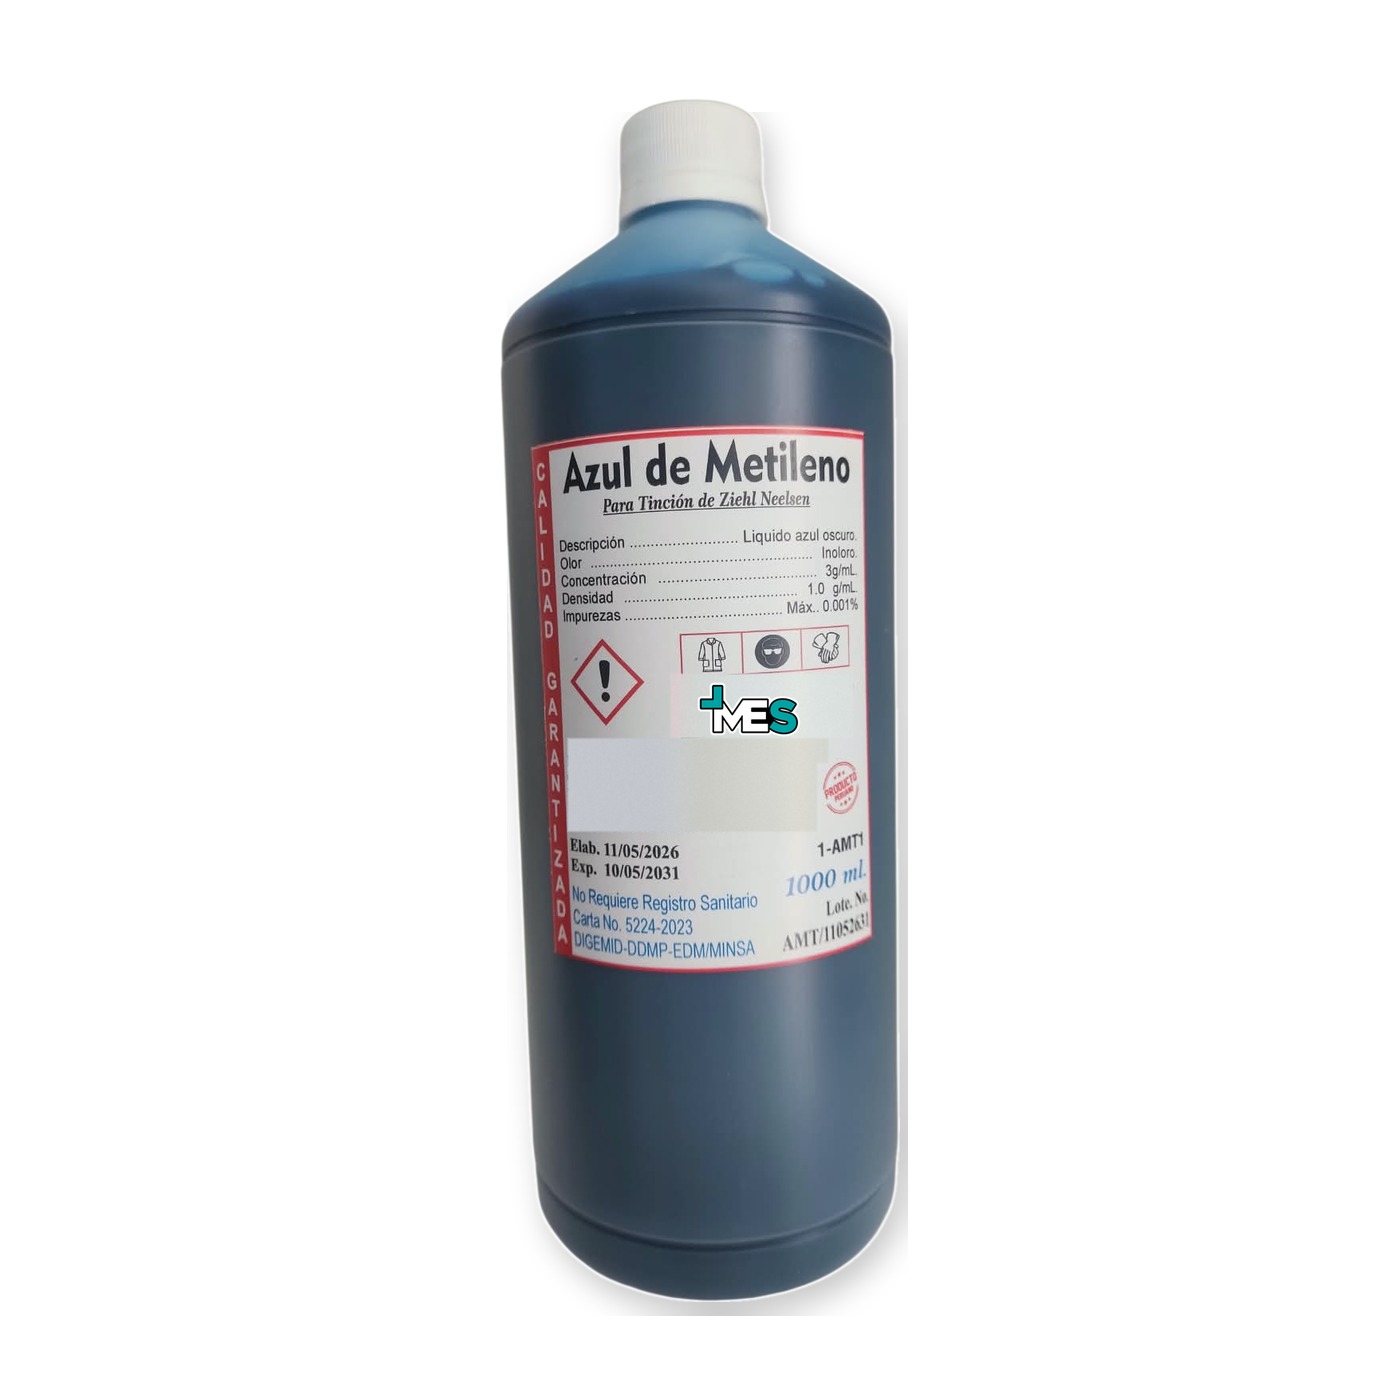 Azul de Metileno
Para Tinción de Ziehl Neelsen
CALIDAD GARANTIZADA
Descripción ........................... Liquido azul oscuro.
Olor ...................................................... Inoloro.
Concentración ...................................... 3g/mL.
Densidad .......................................... 1.0 g/mL.
Impurezas ...................................... Máx.. 0.001%
MES
PRODUCTO
PERUANO
Elab. 11/05/2026
Exp. 10/05/2031
1-AMT1
1000 ml.
No Requiere Registro Sanitario
Carta No. 5224-2023
DIGEMID-DDMP-EDM/MINSA
Lote. No.
AMT/11052631